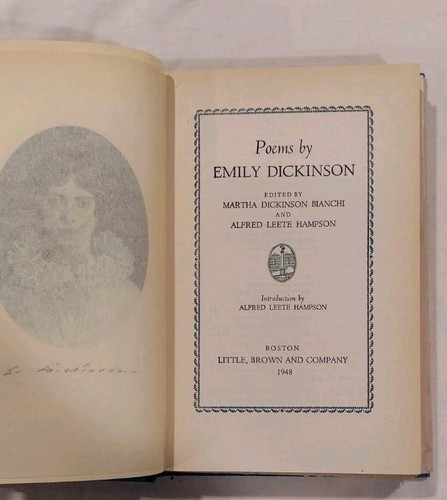 Poems by
EMILY DICKINSON
EDITED BY
MARTHA DICKINSON BIANCHI
AND
ALFRED LEETE HAMPSON
Introduction by
ALFRED LEETE HAMPSON
BOSTON
LITTLE, BROWN AND COMPANY
1948